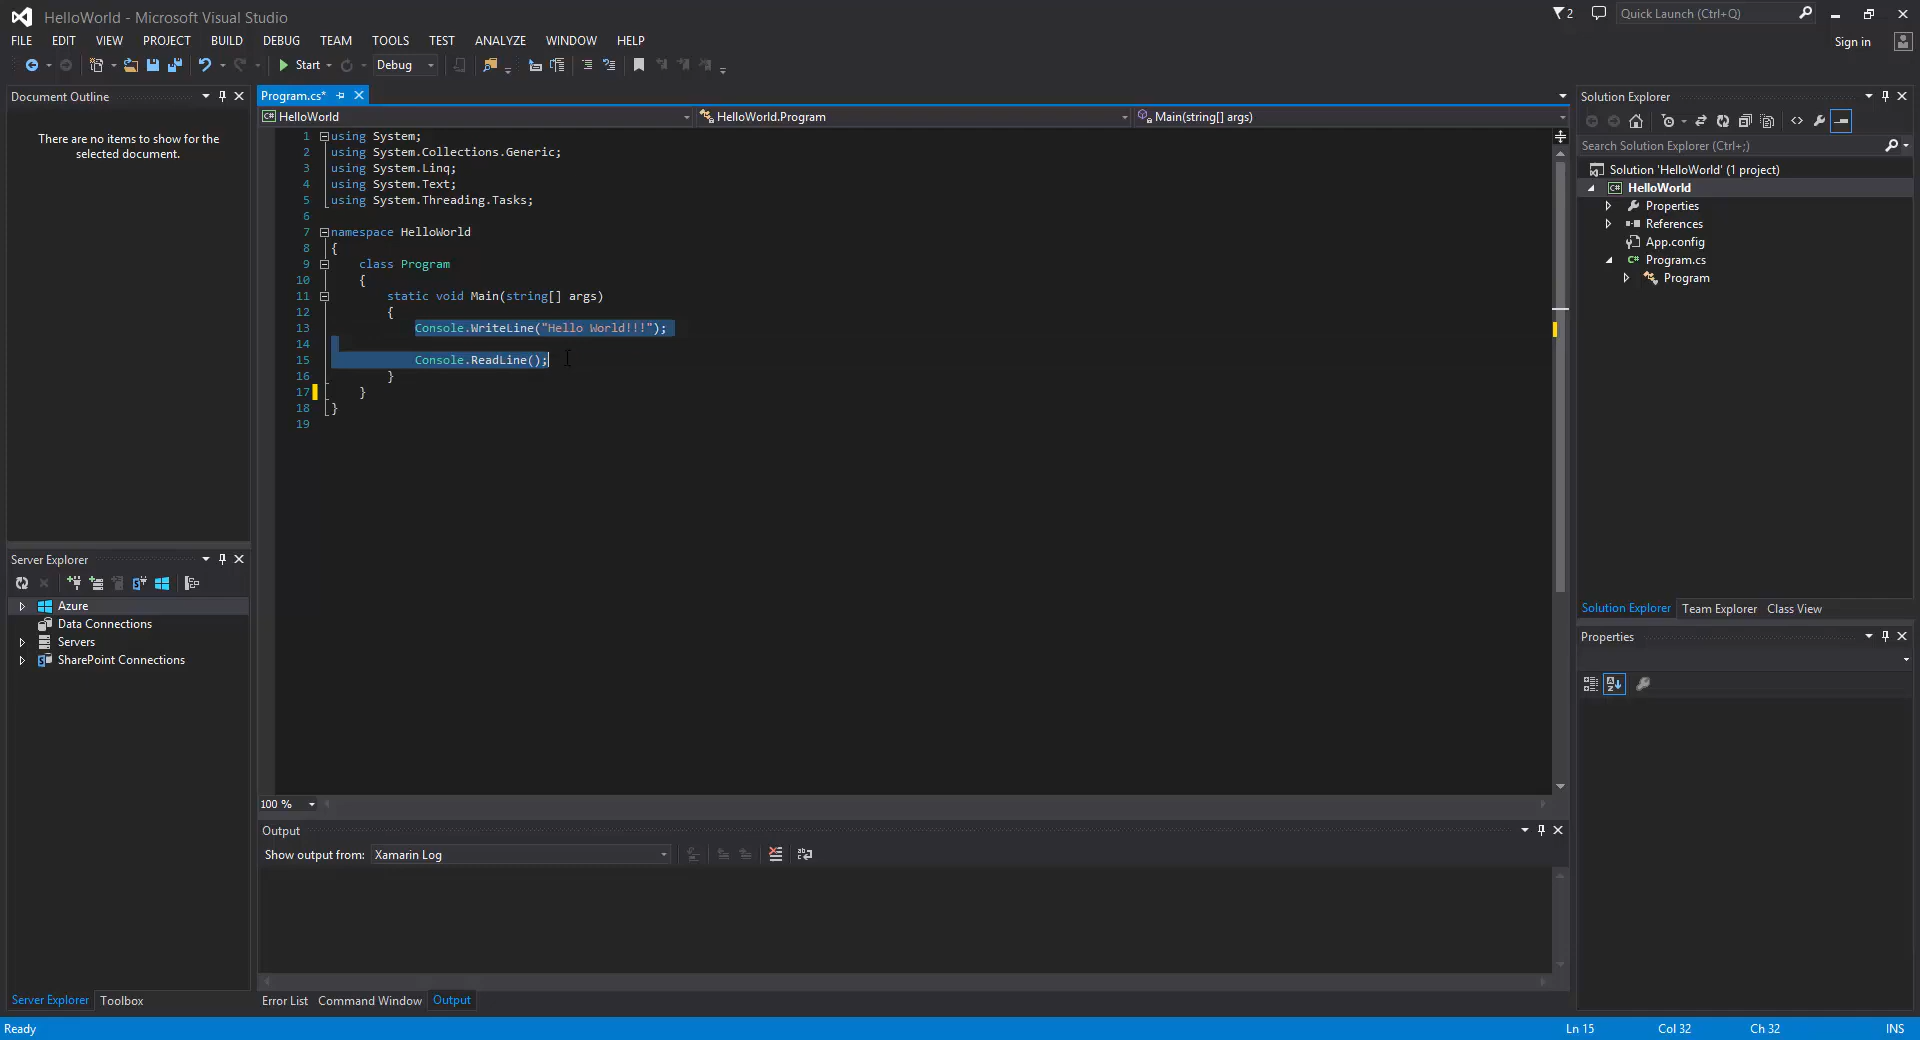 HelloWorld - Microsoft Visual Studio
2
Quick Launch (Ctrl+Q)
FILE EDIT VIEW PROJECT BUILD DEBUG TEAM TOOLS TEST ANALYZE WINDOW HELP
Sign in
Start Debug
Document Outline
There are no items to show for the
selected document.
Program.cs*
HelloWorld HelloWorld.Program Main(string[] args)
1 using System;
2 using System.Collections.Generic;
3 using System.Linq;
4 using System.Text;
5 using System.Threading.Tasks;
6
7 namespace HelloWorld
8 {
9 class Program
10 {
11 static void Main(string[] args)
12 {
13 Console.WriteLine("Hello World!!!");
14
15 Console.ReadLine();
16 }
17 }
18 }
19
100 %
Solution Explorer
Search Solution Explorer (Ctrl+;)
Solution 'HelloWorld' (1 project)
C# HelloWorld
Properties
References
App.config
C# Program.cs
Program
Solution Explorer Team Explorer Class View
Properties
Server Explorer
Azure
Data Connections
Servers
SharePoint Connections
Server Explorer Toolbox
Output
Show output from: Xamarin Log
Error List Command Window Output
Ready Ln 15 Col 32 Ch 32 INS